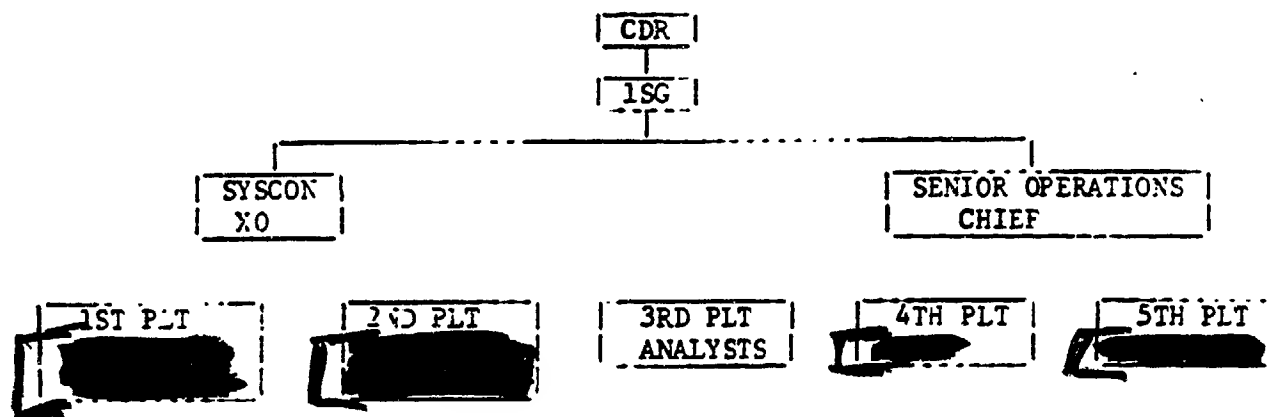 CDR
1SG
SYSCON
XO
SENIOR OPERATIONS
CHIEF
1ST PLT
2ND PLT
3RD PLT
ANALYSTS
4TH PLT
5TH PLT